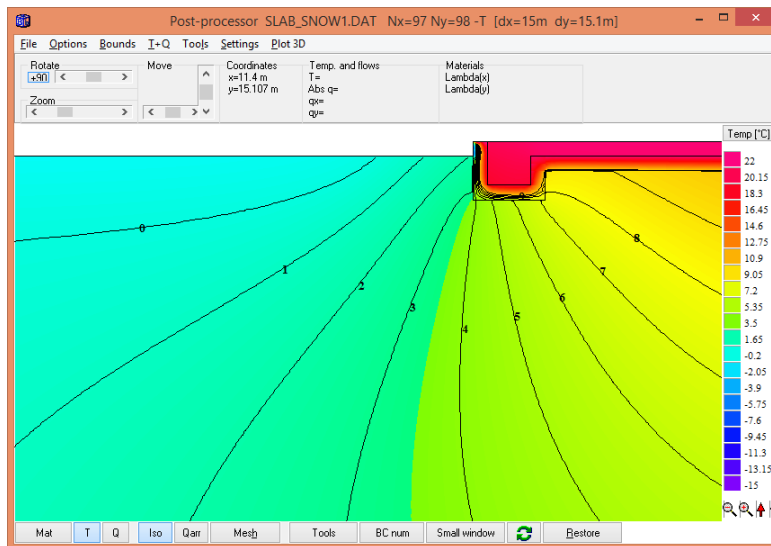 Post-processor SLAB_SNOW1.DAT Nx=97 Ny=98 -T [dx=15m dy=15.1m]
File Options Bounds T+Q Tools Settings Plot 3D
Rotate
+90
Move
Zoom
Coordinates
x=11.4 m
y=15.107 m
Temp. and flows
T=
Abs q=
qx=
qy=
Materials
Lambda(x)
Lambda(y)
Temp [°C]
22
20.15
18.3
16.45
14.6
12.75
10.9
9.05
7.2
5.35
3.5
1.65
-0.2
-2.05
-3.9
-5.75
-7.6
-9.45
-11.3
-13.15
-15
0
1
2
3
4
5
6
7
8
Mat T Q Iso Qarr Mesh Tools BC num Small window Restore